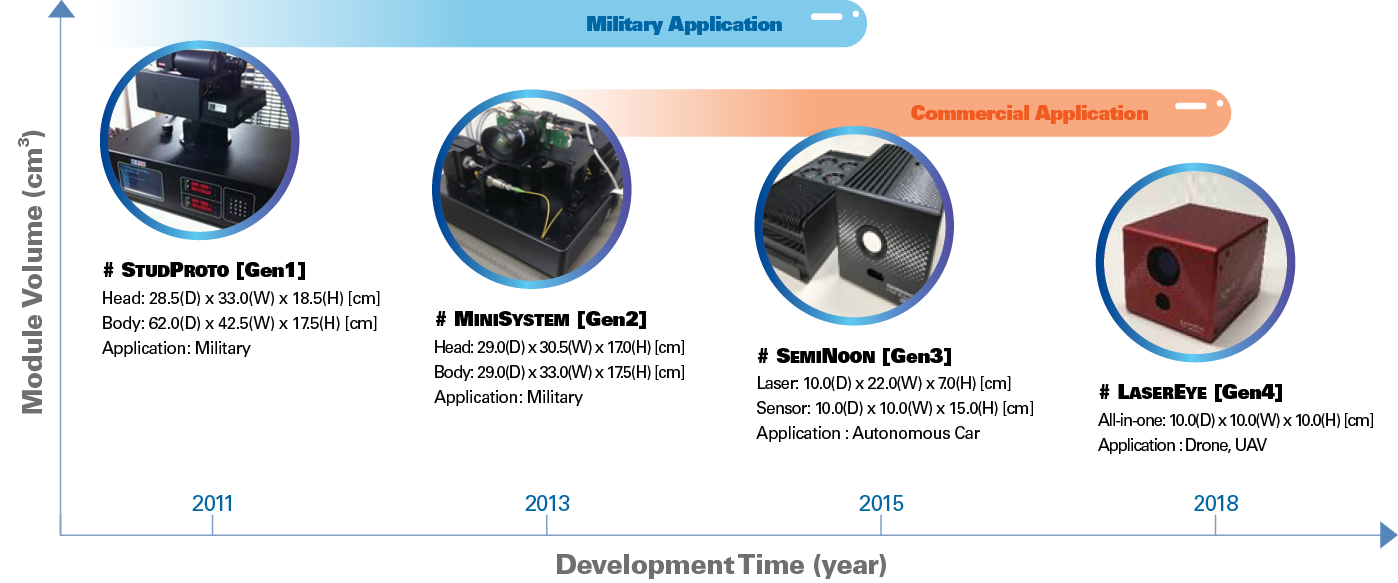 Military Application
Commercial Application
Module Volume (cm³)
# STUDPROTO [Gen1]
Head: 28.5(D) x 33.0(W) x 18.5(H) [cm]
Body: 62.0(D) x 42.5(W) x 17.5(H) [cm]
Application: Military
# MINISYSTEM [Gen2]
Head: 29.0(D) x 30.5(W) x 17.0(H) [cm]
Body: 29.0(D) x 33.0(W) x 17.5(H) [cm]
Application: Military
# SEMINOON [Gen3]
Laser: 10.0(D) x 22.0(W) x 7.0(H) [cm]
Sensor: 10.0(D) x 10.0(W) x 15.0(H) [cm]
Application : Autonomous Car
# LASEREYE [Gen4]
All-in-one: 10.0(D) x 10.0(W) x 10.0(H) [cm]
Application : Drone, UAV
2011
2013
2015
2018
Development Time (year)